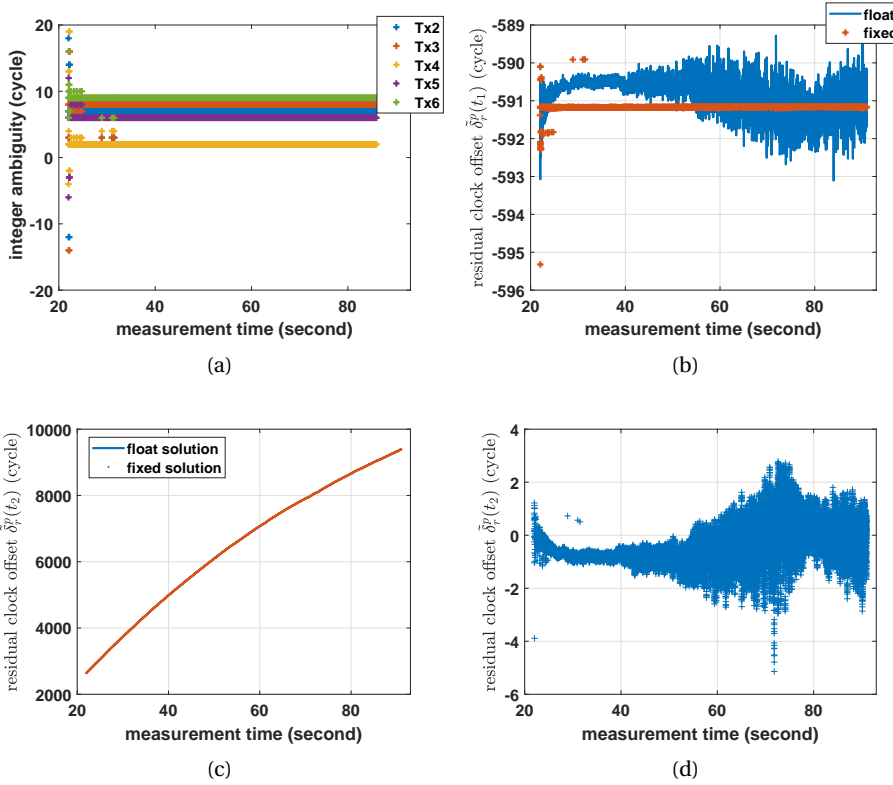 20
10
0
-10
-20
20
40
60
80
integer ambiguity (cycle)
measurement time (second)
Tx2
Tx3
Tx4
Tx5
Tx6
(a)
-589
-590
-591
-592
-593
-594
-595
-596
20
40
60
80
residual clock offset δ̃ᵖᵣ(t₁) (cycle)
measurement time (second)
float
fixed
(b)
10000
8000
6000
4000
2000
20
40
60
80
residual clock offset δ̃ᵖᵣ(t₂) (cycle)
measurement time (second)
float solution
fixed solution
(c)
4
2
0
-2
-4
-6
20
40
60
80
residual clock offset δ̃ᵖᵣ(t₂) (cycle)
measurement time (second)
(d)